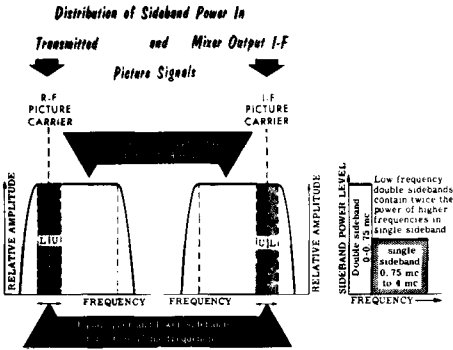 Distribution of Sideband Power In
Transmitted and Mixer Output I-F
Picture Signals
R-F
PICTURE
CARRIER
I-F
PICTURE
CARRIER
RELATIVE AMPLITUDE
L U
FREQUENCY
U L
FREQUENCY
RELATIVE AMPLITUDE
SIDEBAND POWER LEVEL
Low frequency
double sidebands
contain twice the
power of higher
frequencies in
single sideband
Double sideband
0-0.75 mc
single
sideband
0.75 mc
to 4 mc
FREQUENCY